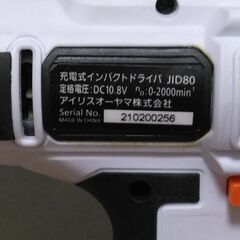 充電式インパクトドライバ JID80
定格電圧:DC10.8V n₀:0-2000min⁻¹
アイリスオーヤマ株式会社
Serial No.
MADE IN CHINA
210200256